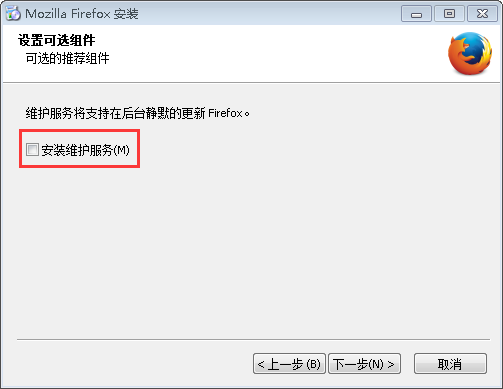 Mozilla Firefox 安装
设置可选组件
可选的推荐组件
维护服务将支持在后台静默的更新 Firefox。
安装维护服务(M)
< 上一步 (B)
下一步(N) >
取消